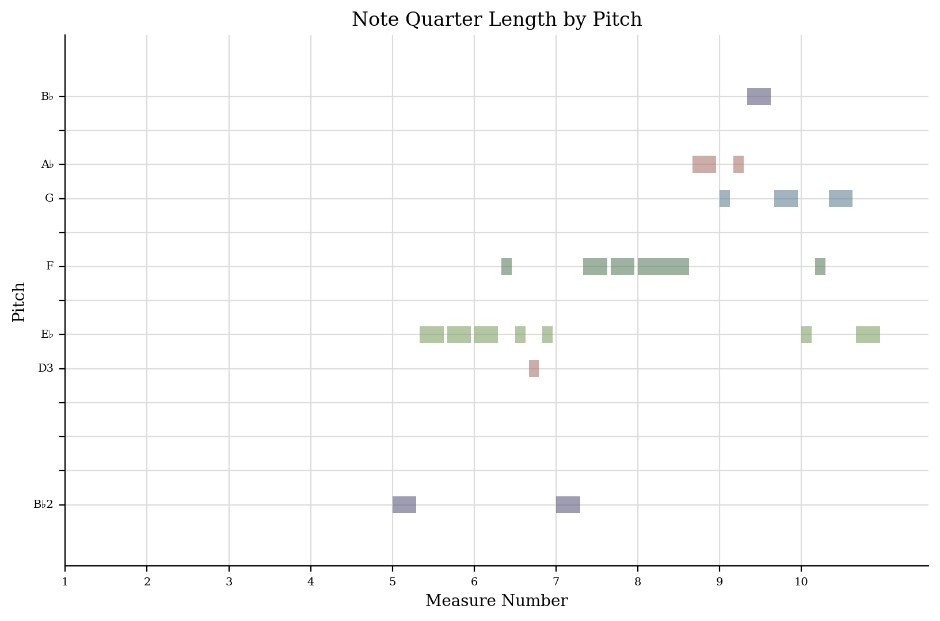 Note Quarter Length by Pitch
Pitch
B♭
A♭
G
F
E♭
D3
B♭2
1 2 3 4 5 6 7 8 9 10
Measure Number